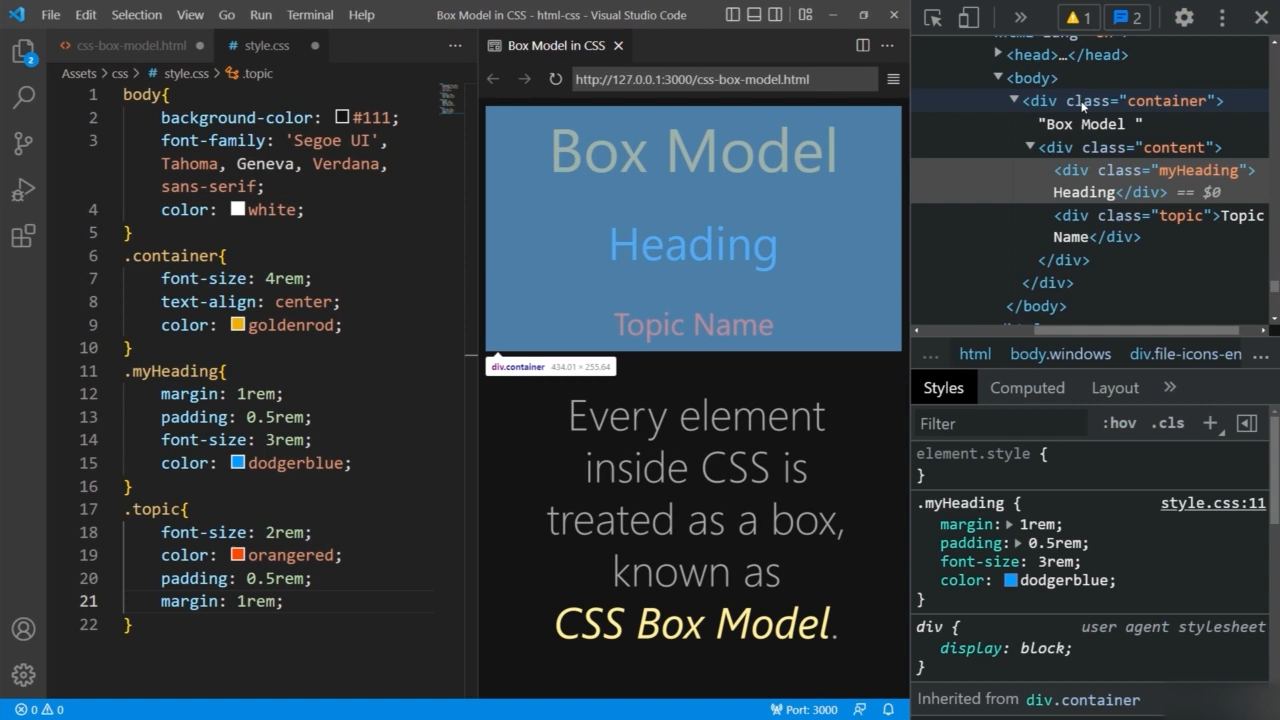 File Edit Selection View Go Run Terminal Help Box Model in CSS - html-css - Visual Studio Code
css-box-model.html
# style.css
Assets > css > # style.css > .topic
1 body{
2 background-color: #111;
3 font-family: 'Segoe UI',
Tahoma, Geneva, Verdana,
sans-serif;
4 color: white;
5 }
6 .container{
7 font-size: 4rem;
8 text-align: center;
9 color: goldenrod;
10 }
11 .myHeading{
12 margin: 1rem;
13 padding: 0.5rem;
14 font-size: 3rem;
15 color: dodgerblue;
16 }
17 .topic{
18 font-size: 2rem;
19 color: orangered;
20 padding: 0.5rem;
21 margin: 1rem;
22 }
2
0 0
Box Model in CSS
http://127.0.0.1:3000/css-box-model.html
Box Model
Heading
Topic Name
div.container 434.01 × 255.64
Every element
inside CSS is
treated as a box,
known as
CSS Box Model.
Port: 3000
1 2
<head>…</head>
<body>
<div class="container">
"Box Model "
<div class="content">
<div class="myHeading">
Heading</div> == $0
<div class="topic">Topic
Name</div>
</div>
</div>
</body>
... html body.windows div.file-icons-en ...
Styles Computed Layout
Filter :hov .cls
element.style {
}
.myHeading { style.css:11
margin: 1rem;
padding: 0.5rem;
font-size: 3rem;
color: dodgerblue;
}
div { user agent stylesheet
display: block;
}
Inherited from div.container